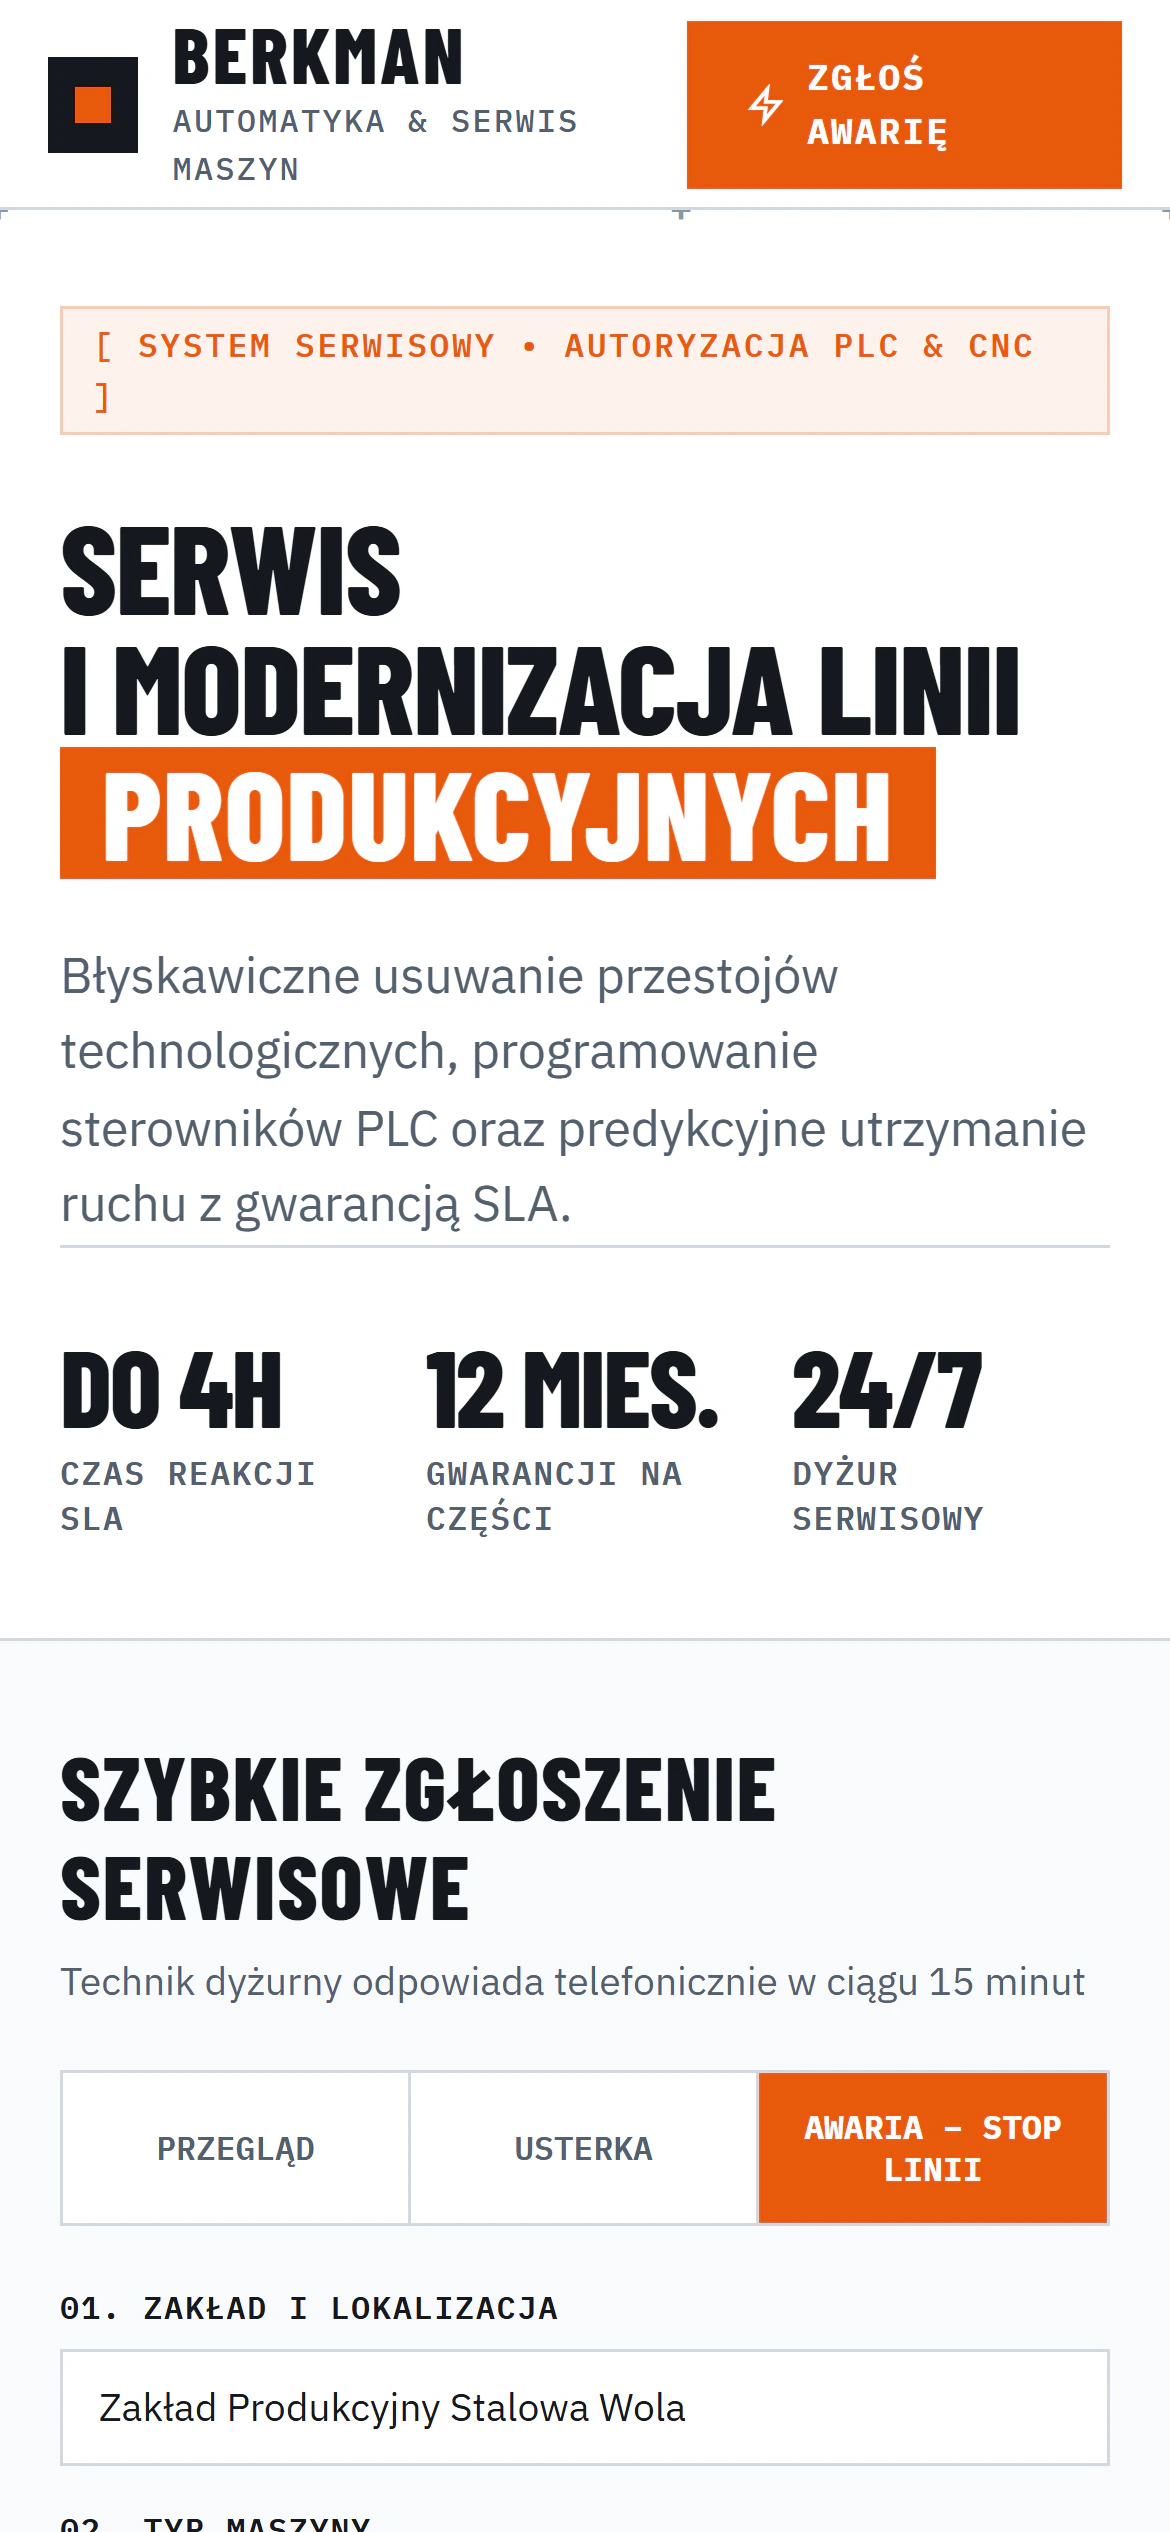 BERKMAN
AUTOMATYKA & SERWIS
MASZYN
ZGŁOŚ
AWARIĘ
[ SYSTEM SERWISOWY • AUTORYZACJA PLC & CNC
]
SERWIS
I MODERNIZACJA LINII
PRODUKCYJNYCH
Błyskawiczne usuwanie przestojów
technologicznych, programowanie
sterowników PLC oraz predykcyjne utrzymanie
ruchu z gwarancją SLA.
DO 4H
CZAS REAKCJI
SLA
12 MIES.
GWARANCJI NA
CZĘŚCI
24/7
DYŻUR
SERWISOWY
SZYBKIE ZGŁOSZENIE
SERWISOWE
Technik dyżurny odpowiada telefonicznie w ciągu 15 minut
PRZEGLĄD
USTERKA
AWARIA – STOP
LINII
01. ZAKŁAD I LOKALIZACJA
Zakład Produkcyjny Stalowa Wola
02. TYP MASZYNY